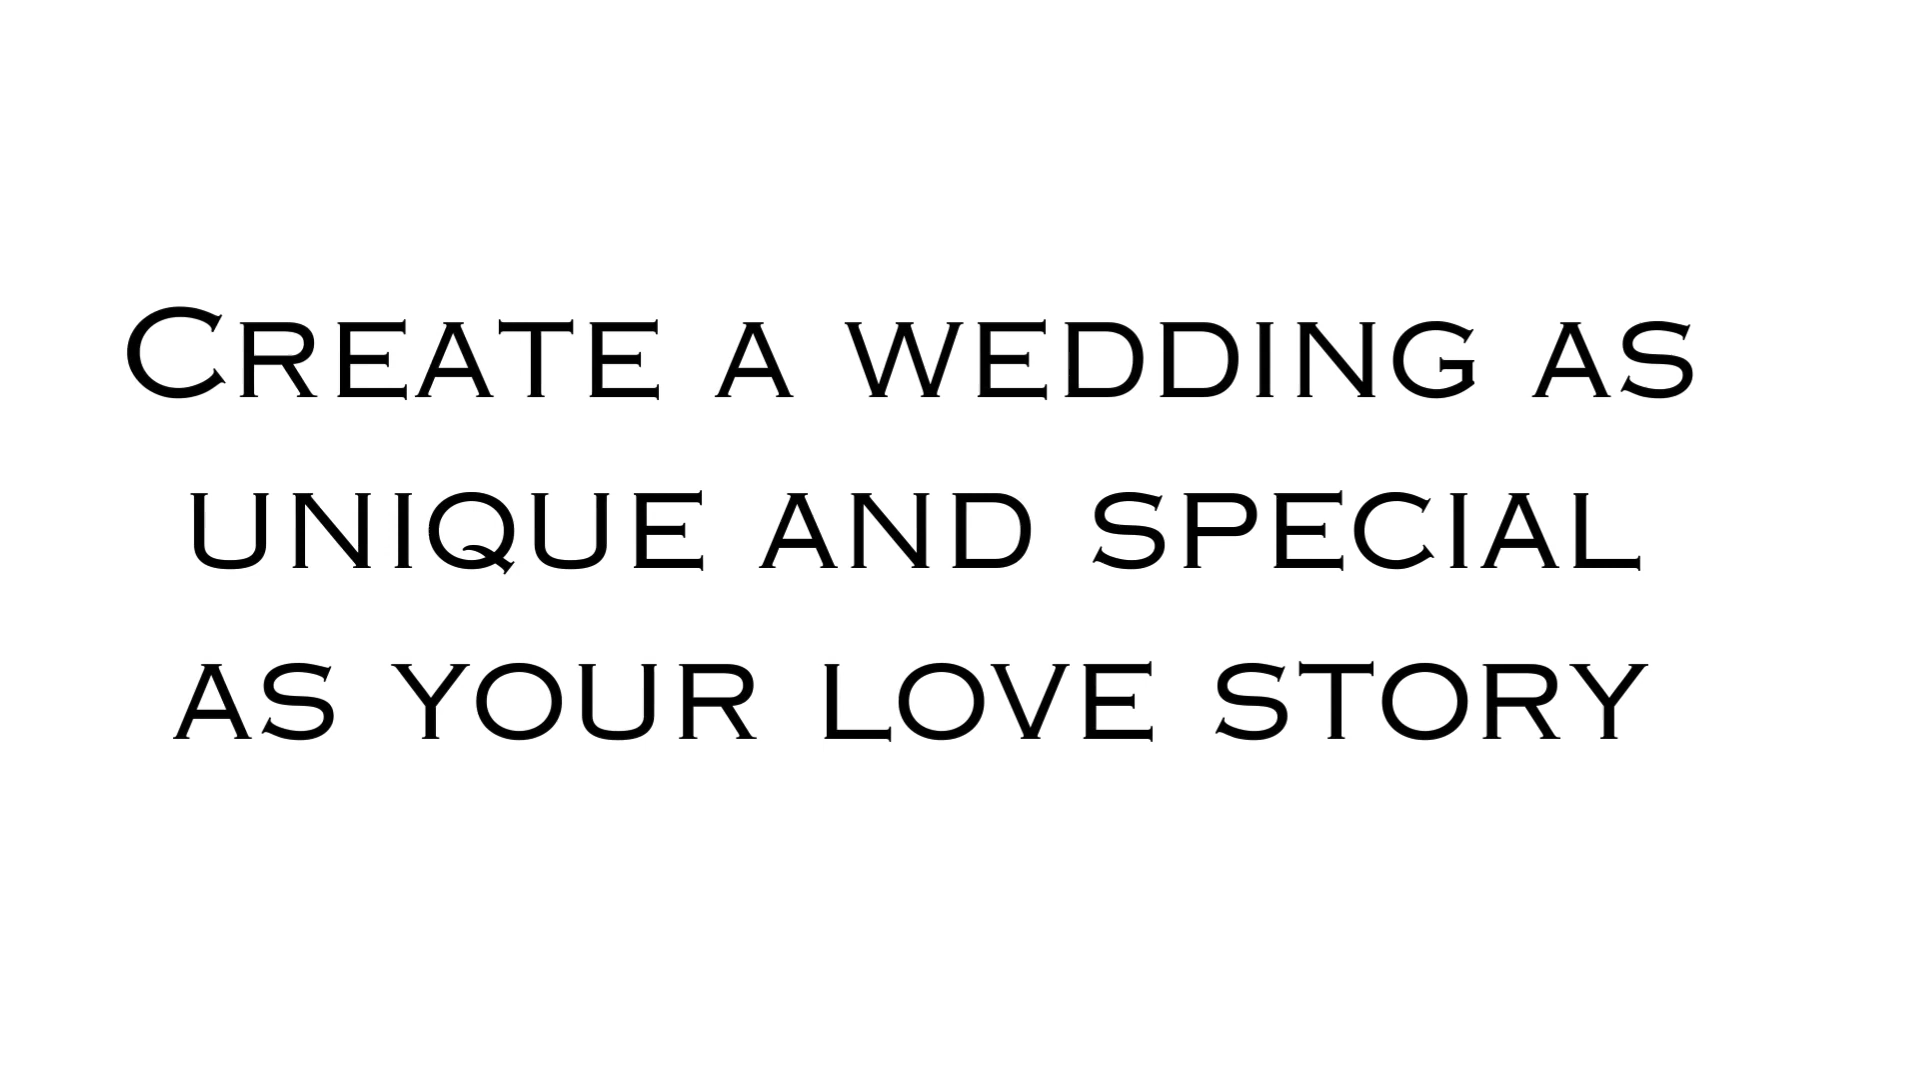 Create a wedding as
unique and special
as your love story